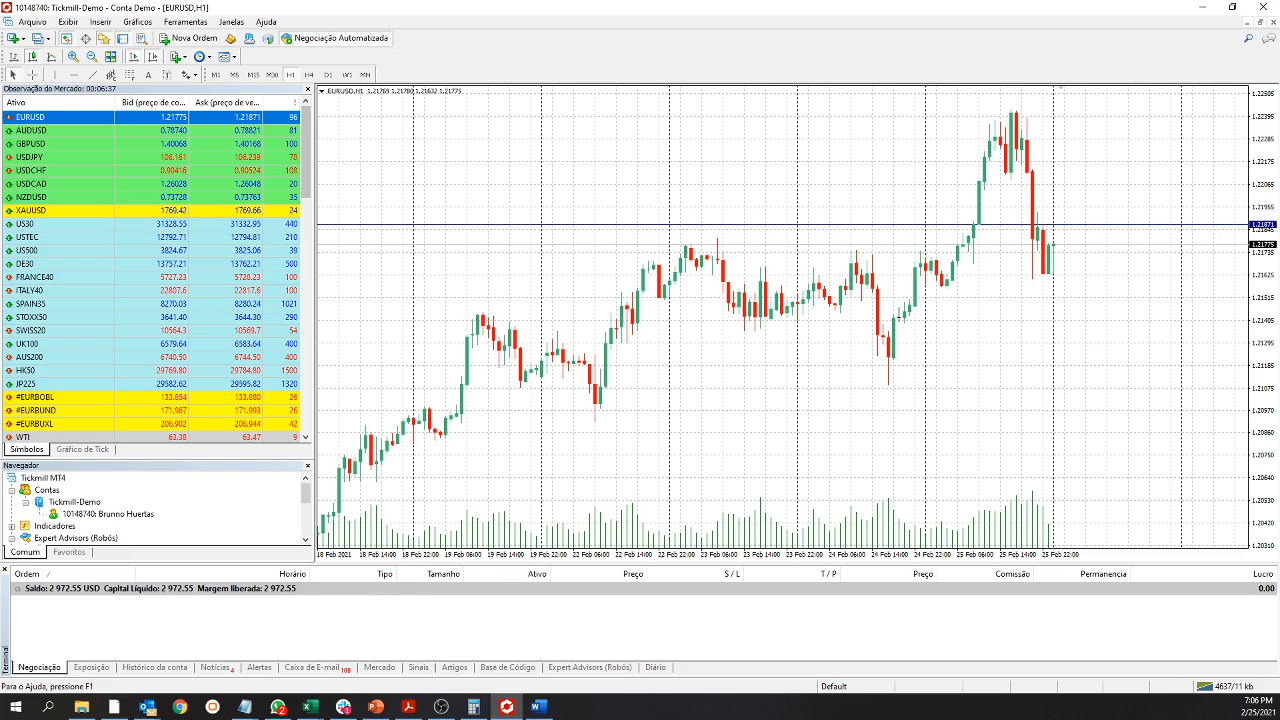 10148740: Tickmill-Demo - Conta Demo - [EURUSD,H1]
Arquivo Exibir Inserir Gráficos Ferramentas Janelas Ajuda
Nova Ordem Negociação Automatizada
M1 M5 M15 M30 H1 H4 D1 W1 MN
Observação do Mercado: 00:06:37
Ativo Bid (preço de co... Ask (preço de ve... !
EURUSD 1.21775 1.21871 96
AUDUSD 0.78740 0.78821 81
GBPUSD 1.40068 1.40168 100
USDJPY 106.161 106.239 78
USDCHF 0.90416 0.90524 108
USDCAD 1.26028 1.26048 20
NZDUSD 0.73728 0.73763 35
XAUUSD 1769.42 1769.66 24
US30 31328.55 31332.95 440
USTEC 12792.71 12794.81 210
US500 3824.67 3825.06 39
DE30 13757.21 13762.21 500
FRANCE40 5727.23 5728.23 100
ITALY40 22807.6 22817.6 100
SPAIN35 8270.03 8280.24 1021
STOXX50 3641.40 3644.30 290
SWISS20 10564.3 10569.7 54
UK100 6579.64 6583.64 400
AUS200 6740.50 6744.50 400
HK50 29769.80 29784.80 1500
JP225 29582.62 29595.82 1320
#EURBOBL 133.854 133.880 26
#EURBUND 171.967 171.993 26
#EURBUXL 206.902 206.944 42
WTI 63.38 63.47 9
Símbolos Gráfico de Tick
Navegador
Tickmill MT4
Contas
Tickmill-Demo
10148740: Brunno Huertas
Indicadores
Expert Advisors (Robôs)
Comum Favoritos
EURUSD,H1 1.21769 1.21780 1.21632 1.21775
1.22505
1.22395
1.22285
1.22175
1.22065
1.21955
1.21871
1.21845
1.21775
1.21735
1.21625
1.21515
1.21405
1.21295
1.21185
1.21075
1.20970
1.20860
1.20750
1.20640
1.20530
1.20420
1.20310
18 Feb 2021 18 Feb 14:00 18 Feb 22:00 19 Feb 06:00 19 Feb 14:00 19 Feb 22:00 22 Feb 06:00 22 Feb 14:00 22 Feb 22:00 23 Feb 06:00 23 Feb 14:00 23 Feb 22:00 24 Feb 06:00 24 Feb 14:00 24 Feb 22:00 25 Feb 06:00 25 Feb 14:00 25 Feb 22:00
Ordem Horário Tipo Tamanho Ativo Preço S / L T / P Preço Comissão Permanencia Lucro
Saldo: 2 972.55 USD Capital Líquido: 2 972.55 Margem liberada: 2 972.55 0.00
Terminal
Negociação Exposição Histórico da conta Notícias 4 Alertas Caixa de E-mail 108 Mercado Sinais Artigos Base de Código Expert Advisors (Robôs) Diário
Para o Ajuda, pressione F1 Default 4637/11 kb
7:06 PM
2/25/2021